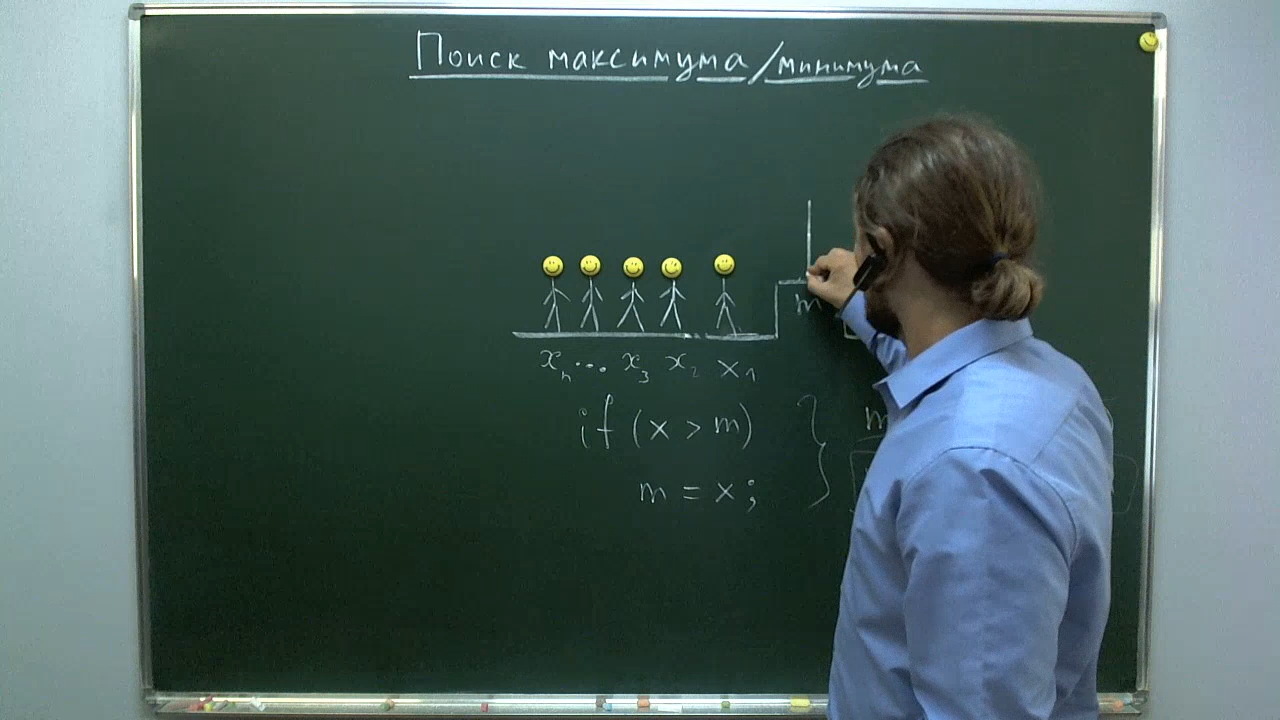 Поиск максимума/минимума
m
xₙ ... x₃ x₂ x₁
if (x > m) }
m
m = x;